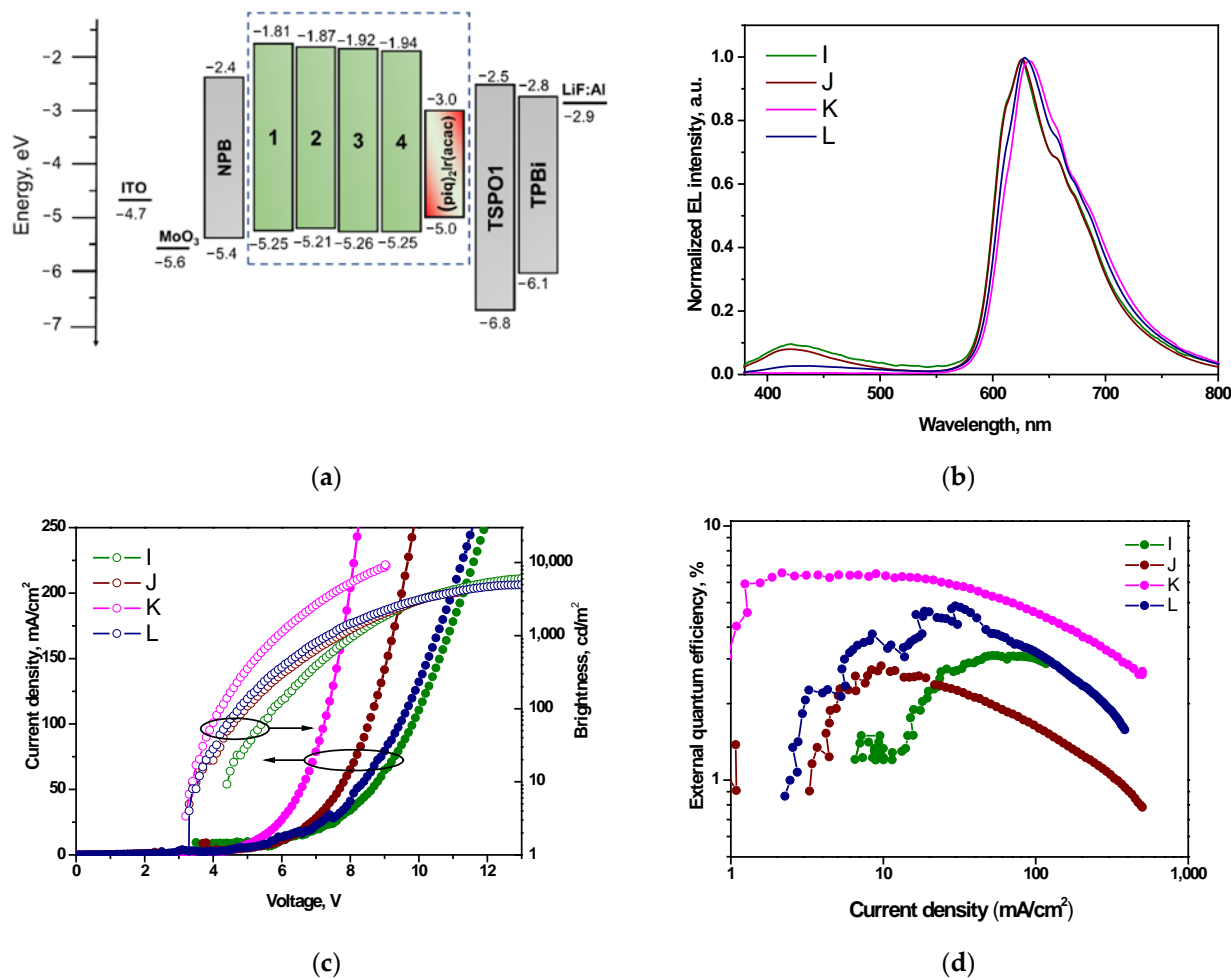 −1.81 −1.87 −1.92 −1.94
−2
−2.4
−2.5
−2.8
LiF:Al
−3
−3.0
−2.9
Energy, eV
NPB
1
2
3
4
(piq)₂Ir(acac)
TSPO1
TPBi
−4
ITO
−4.7
−5
−5.0
MoO₃
−5.25 −5.21 −5.26 −5.25
−5.6
−5.4
−6
−6.1
−6.8
−7
(a)
Normalized EL intensity, a.u.
1.0
0.8
0.6
0.4
0.2
0.0
I
J
K
L
400 500 600 700 800
Wavelength, nm
(b)
Current density, mA/cm²
250
200
150
100
50
0
I
J
K
L
10,000
1,000
100
10
1
Brightness, cd/m²
0 2 4 6 8 10 12
Voltage, V
(c)
External quantum efficiency, %
10
1
I
J
K
L
1 10 100 1,000
Current density (mA/cm²)
(d)